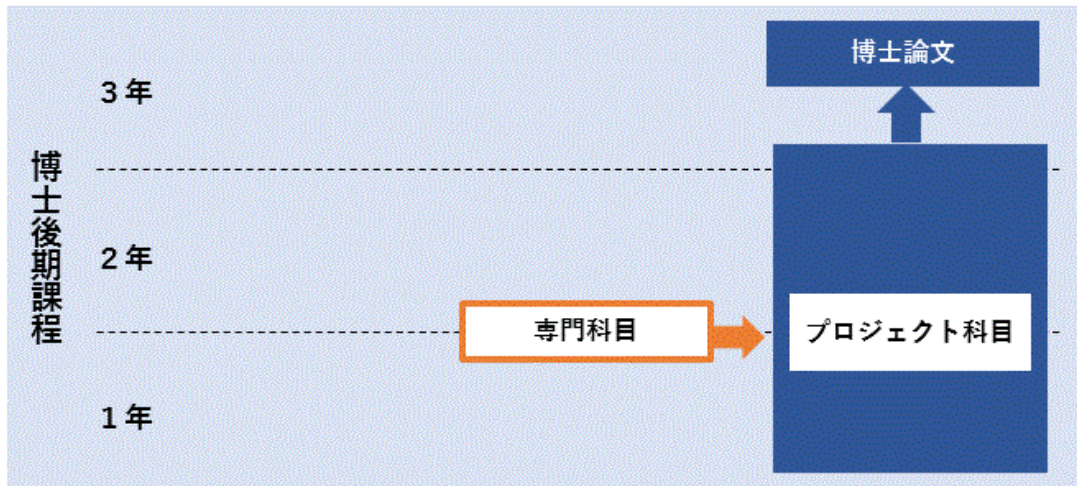 博士論文
3年
博士後期課程
2年
専門科目
プロジェクト科目
1年